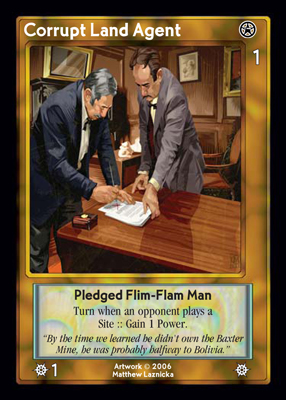 Corrupt Land Agent
1
Pledged Flim-Flam Man
Turn when an opponent plays a
Site :: Gain 1 Power.
“By the time we learned he didn’t own the Baxter
Mine, he was probably halfway to Bolivia.”
1
Artwork © 2006
Matthew Laznicka